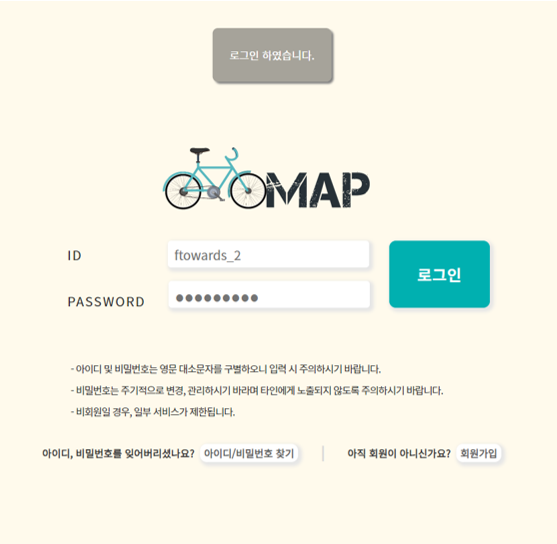 로그인 하였습니다.
MAP
ID
ftowards_2
로그인
PASSWORD
●●●●●●●●●
- 아이디 및 비밀번호는 영문 대소문자를 구별하오니 입력 시 주의하시기 바랍니다.
- 비밀번호는 주기적으로 변경, 관리하시기 바라며 타인에게 노출되지 않도록 주의하시기 바랍니다.
- 비회원일 경우, 일부 서비스가 제한됩니다.
아이디, 비밀번호를 잊어버리셨나요? 아이디/비밀번호 찾기 | 아직 회원이 아니신가요? 회원가입